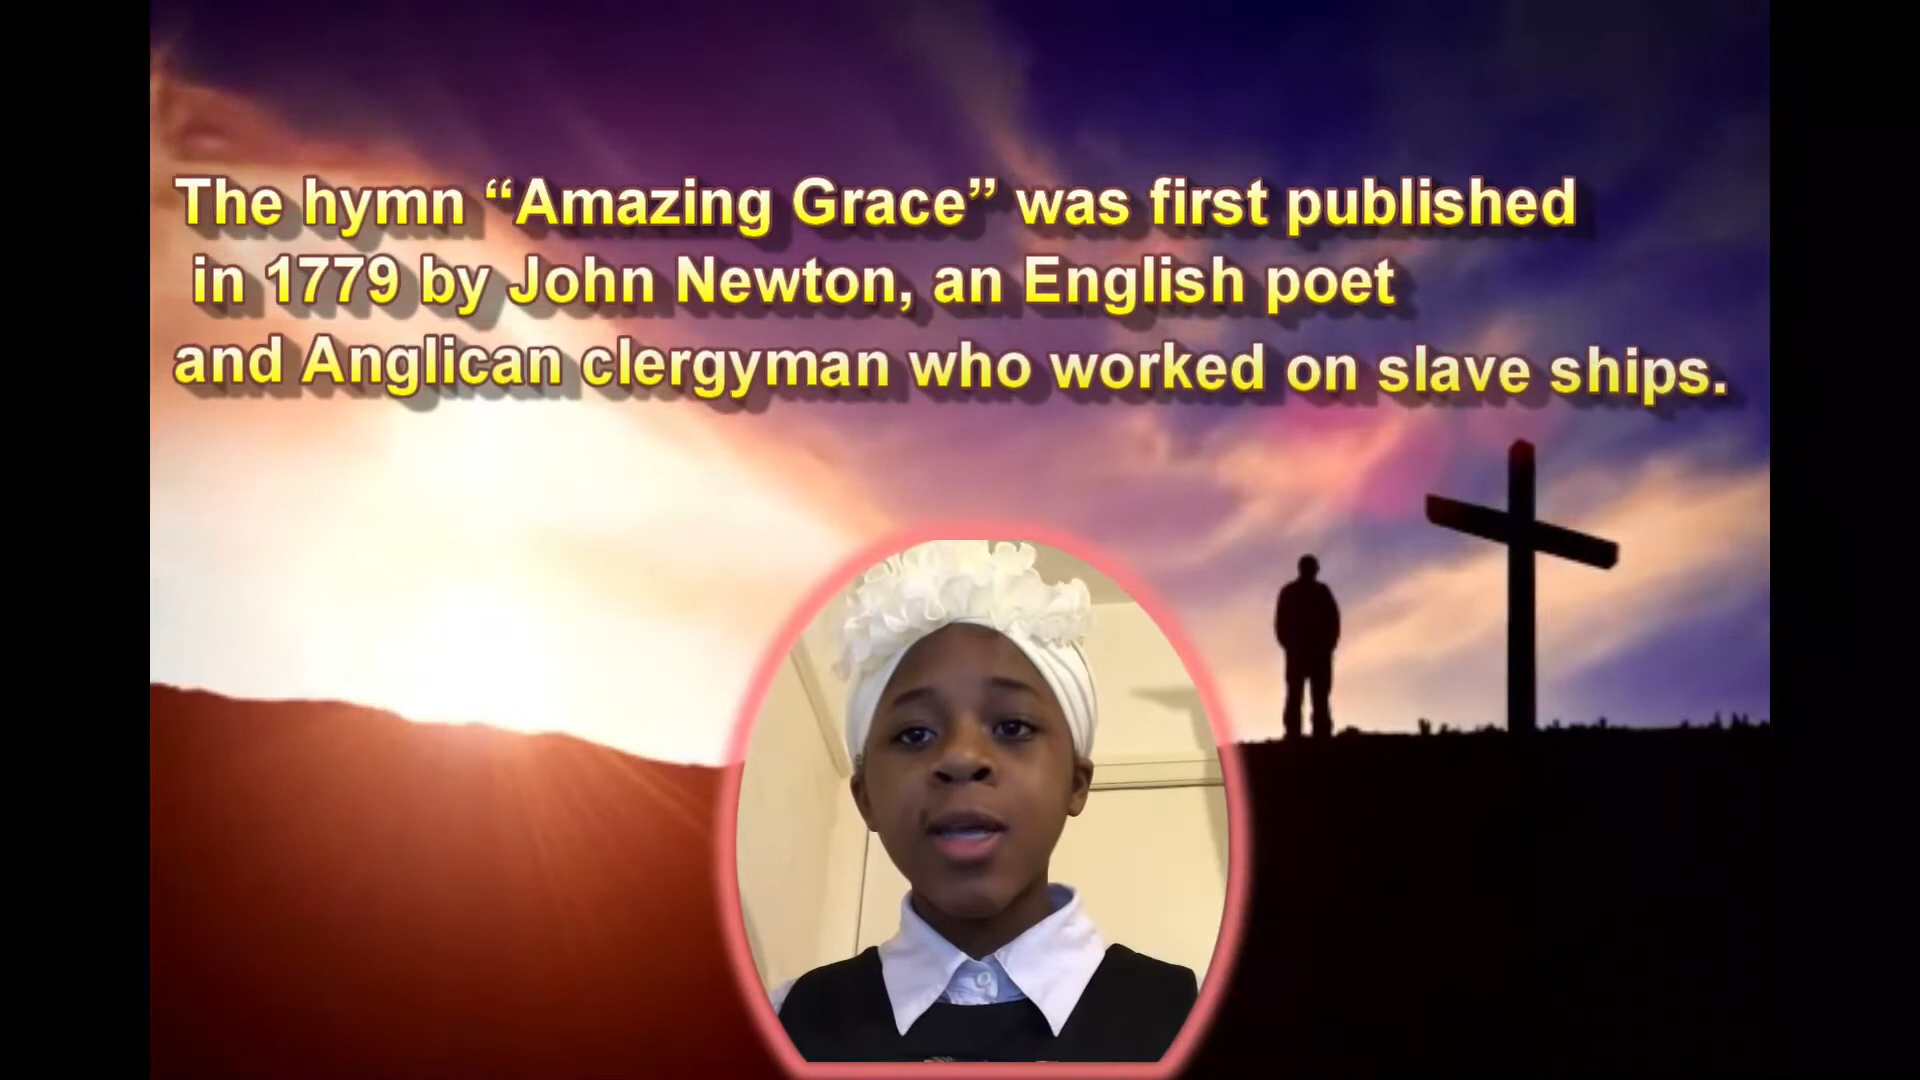 The hymn “Amazing Grace” was first published
in 1779 by John Newton, an English poet
and Anglican clergyman who worked on slave ships.